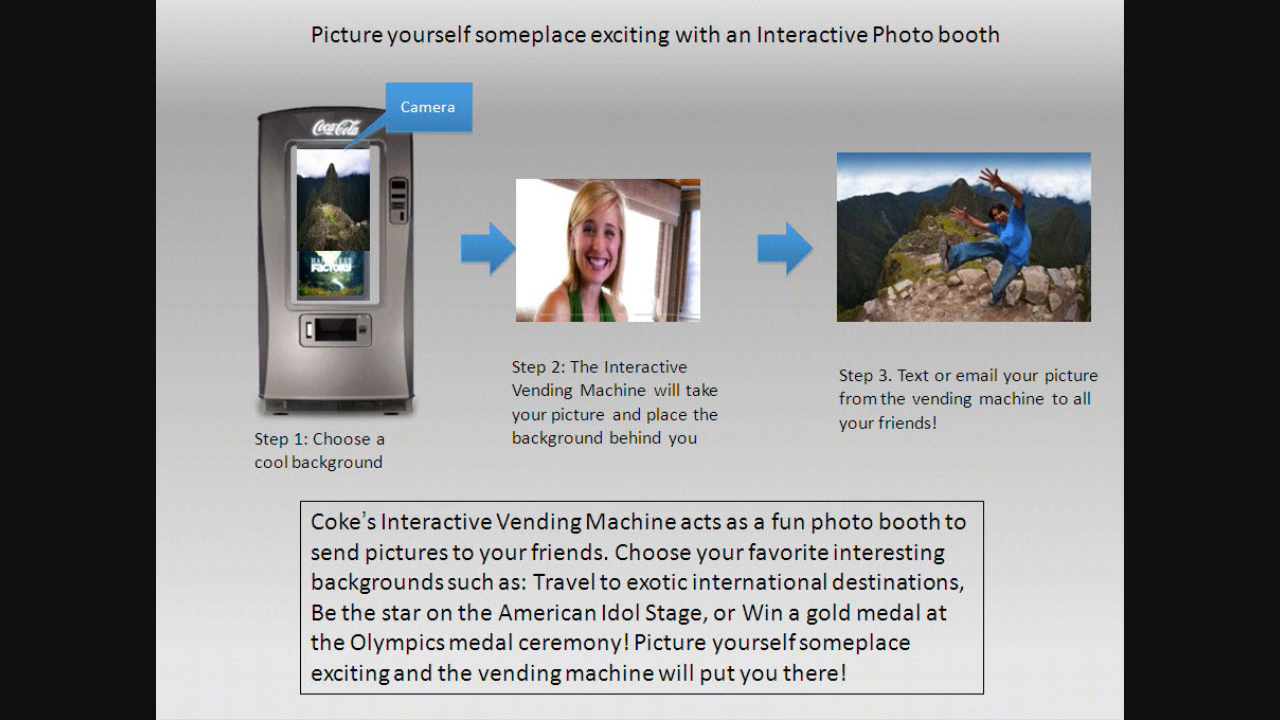 Picture yourself someplace exciting with an Interactive Photo booth
Camera
Coca-Cola
FACTORY
Step 1: Choose a
cool background
Step 2: The Interactive
Vending Machine will take
your picture and place the
background behind you
Step 3. Text or email your picture
from the vending machine to all
your friends!
Coke's Interactive Vending Machine acts as a fun photo booth to
send pictures to your friends. Choose your favorite interesting
backgrounds such as: Travel to exotic international destinations,
Be the star on the American Idol Stage, or Win a gold medal at
the Olympics medal ceremony! Picture yourself someplace
exciting and the vending machine will put you there!